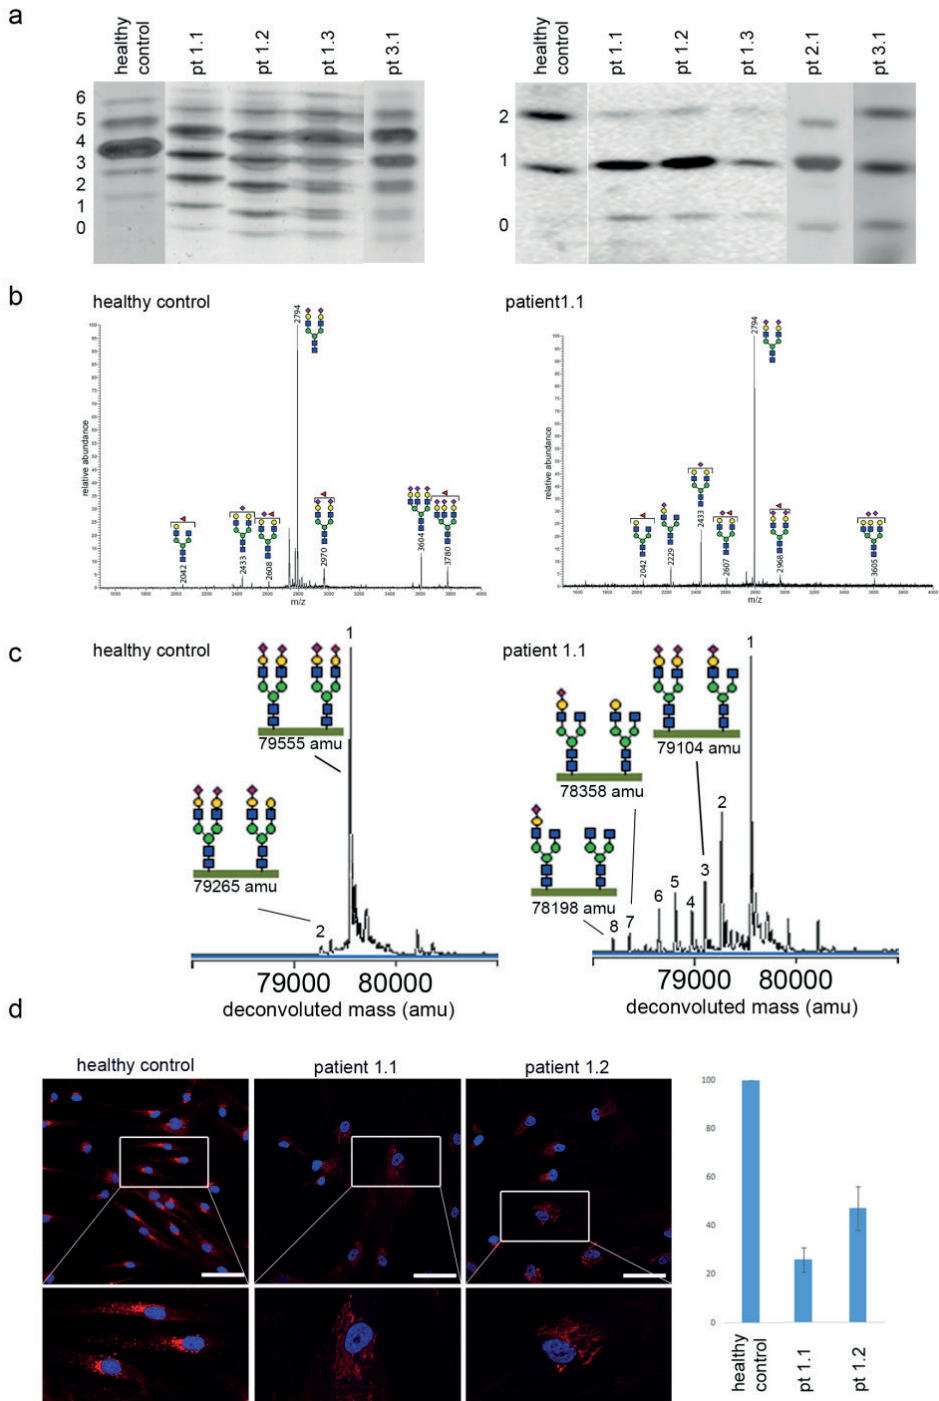 a
healthy control
pt 1.1
pt 1.2
pt 1.3
pt 3.1
6
5
4
3
2
1
0
healthy control
pt 1.1
pt 1.2
pt 1.3
pt 2.1
pt 3.1
2
1
0
b
healthy control
relative abundance
2042
2433
2608
2794
2970
3604
3780
m/z
patient1.1
relative abundance
2042
2229
2433
2607
2794
2968
3605
m/z
c
healthy control
1
79555 amu
79265 amu
2
79000 80000
deconvoluted mass (amu)
patient 1.1
1
79104 amu
78358 amu
2
3
78198 amu
6 5 4
8 7
79000 80000
deconvoluted mass (amu)
d
healthy control
patient 1.1
patient 1.2
100
80
60
40
20
0
healthy control
pt 1.1
pt 1.2